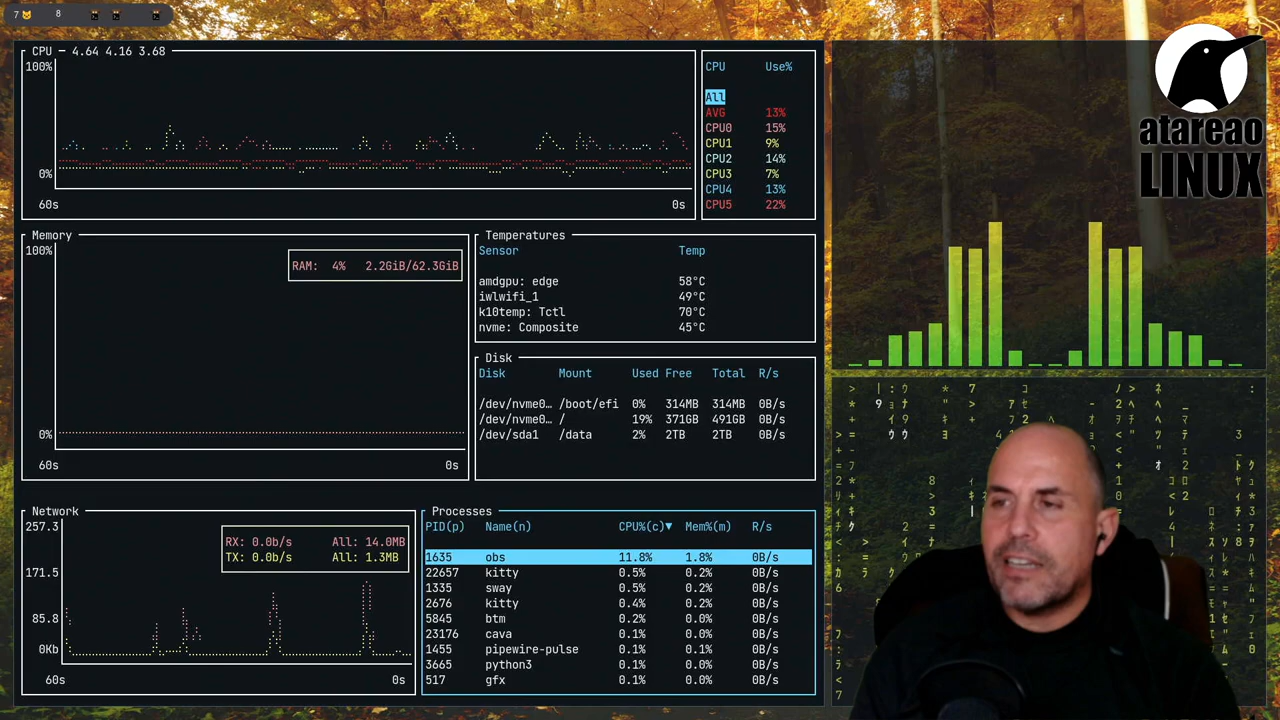 7 8
CPU — 4.64 4.16 3.68
100%
0%
60s 0s
CPU Use%
All
AVG 13%
CPU0 15%
CPU1 9%
CPU2 14%
CPU3 7%
CPU4 13%
CPU5 22%
atareao
LINUX
Memory
100%
RAM: 4% 2.2GiB/62.3GiB
0%
60s 0s
Temperatures
Sensor Temp
amdgpu: edge 58°C
iwlwifi_1 49°C
k10temp: Tctl 70°C
nvme: Composite 45°C
Disk
Disk Mount Used Free Total R/s
/dev/nvme0… /boot/efi 0% 314MB 314MB 0B/s
/dev/nvme0… / 19% 371GB 491GB 0B/s
/dev/sda1 /data 2% 2TB 2TB 0B/s
Network
257.3
171.5
85.8
0Kb
RX: 0.0b/s All: 14.0MB
TX: 0.0b/s All: 1.3MB
60s 0s
Processes
PID(p) Name(n) CPU%(c)▼ Mem%(m) R/s
1635 obs 11.8% 1.8% 0B/s
22657 kitty 0.5% 0.2% 0B/s
1335 sway 0.5% 0.2% 0B/s
2676 kitty 0.4% 0.2% 0B/s
5845 btm 0.2% 0.0% 0B/s
23176 cava 0.1% 0.0% 0B/s
1455 pipewire-pulse 0.1% 0.1% 0B/s
3665 python3 0.1% 0.0% 0B/s
517 gfx 0.1% 0.0% 0B/s